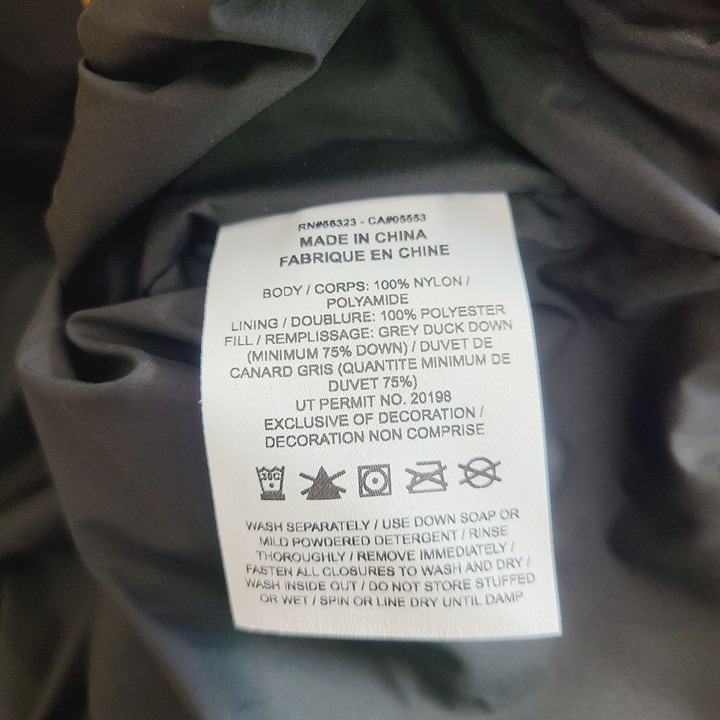 RN#56323 - CA#05553
MADE IN CHINA
FABRIQUE EN CHINE
BODY / CORPS: 100% NYLON /
POLYAMIDE
LINING / DOUBLURE: 100% POLYESTER
FILL / REMPLISSAGE: GREY DUCK DOWN
(MINIMUM 75% DOWN) / DUVET DE
CANARD GRIS (QUANTITE MINIMUM DE
DUVET 75%)
UT PERMIT NO. 20198
EXCLUSIVE OF DECORATION /
DECORATION NON COMPRISE
30C
WASH SEPARATELY / USE DOWN SOAP OR
MILD POWDERED DETERGENT / RINSE
THOROUGHLY / REMOVE IMMEDIATELY /
FASTEN ALL CLOSURES TO WASH AND DRY /
WASH INSIDE OUT / DO NOT STORE STUFFED
OR WET / SPIN OR LINE DRY UNTIL DAMP